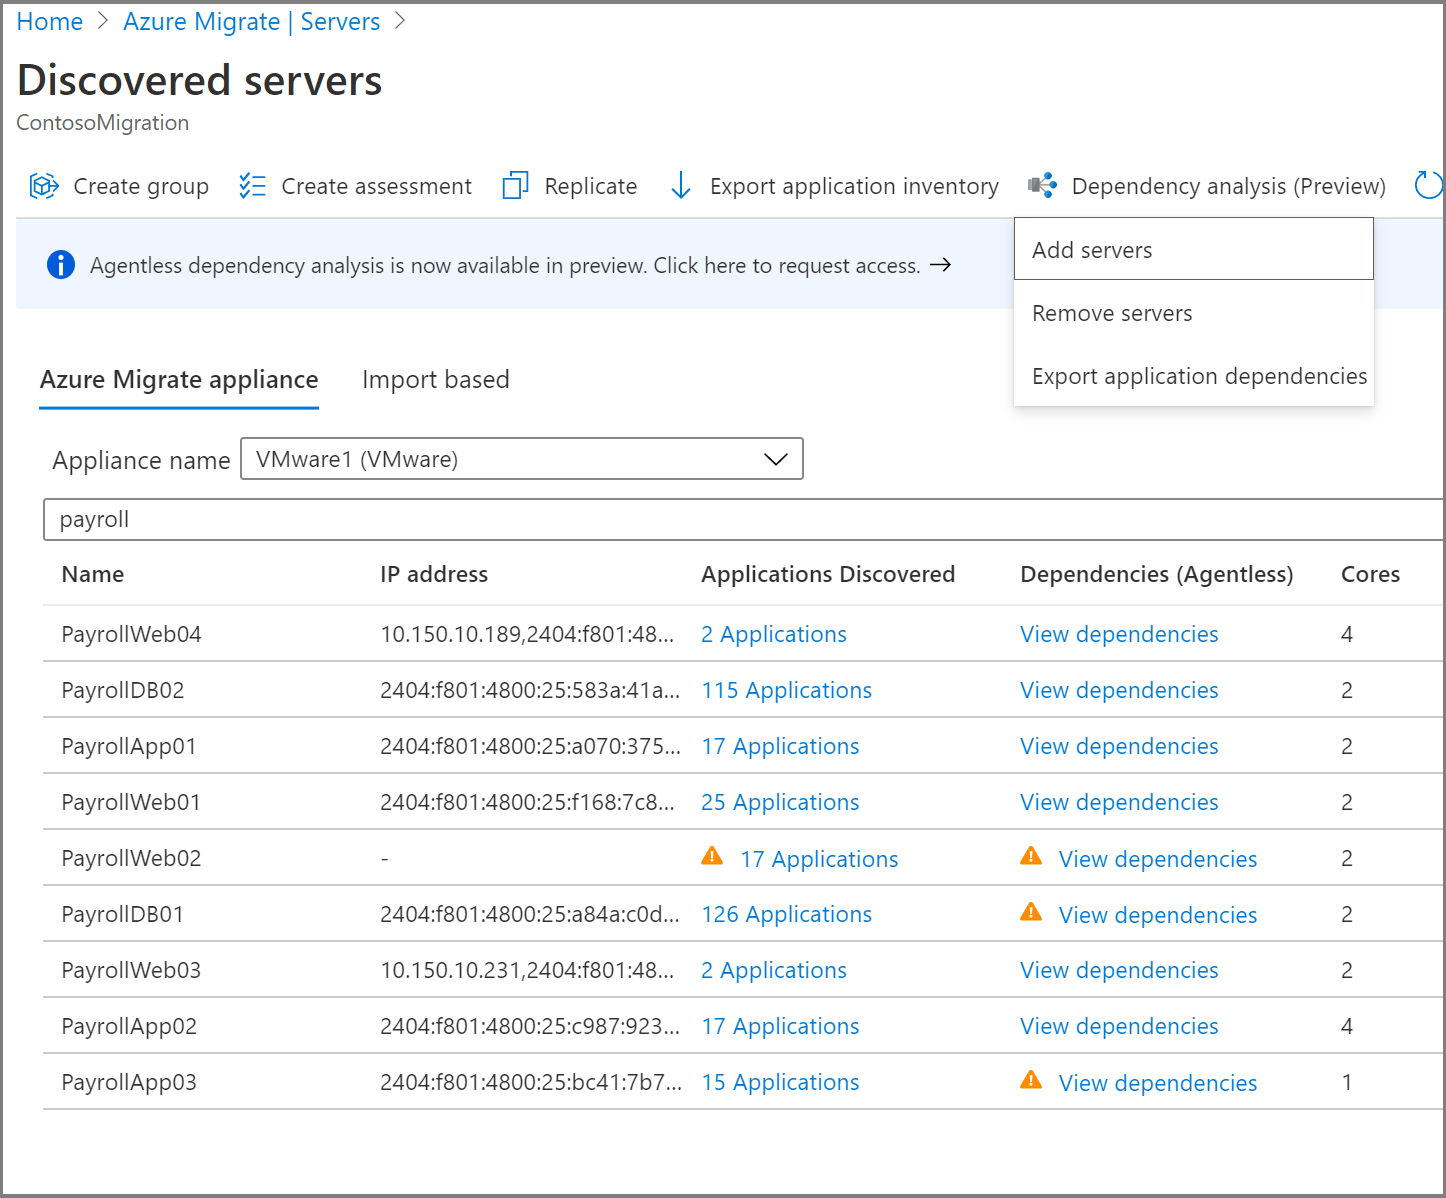 Home > Azure Migrate | Servers >
Discovered servers
ContosoMigration
Create group Create assessment Replicate Export application inventory Dependency analysis (Preview)
Add servers
Remove servers
Export application dependencies
Agentless dependency analysis is now available in preview. Click here to request access. →
Azure Migrate appliance Import based
Appliance name VMware1 (VMware)
payroll
Name IP address Applications Discovered Dependencies (Agentless) Cores
PayrollWeb04 10.150.10.189,2404:f801:48... 2 Applications View dependencies 4
PayrollDB02 2404:f801:4800:25:583a:41a... 115 Applications View dependencies 2
PayrollApp01 2404:f801:4800:25:a070:375... 17 Applications View dependencies 2
PayrollWeb01 2404:f801:4800:25:f168:7c8... 25 Applications View dependencies 2
PayrollWeb02 - 17 Applications View dependencies 2
PayrollDB01 2404:f801:4800:25:a84a:c0d... 126 Applications View dependencies 2
PayrollWeb03 10.150.10.231,2404:f801:48... 2 Applications View dependencies 2
PayrollApp02 2404:f801:4800:25:c987:923... 17 Applications View dependencies 4
PayrollApp03 2404:f801:4800:25:bc41:7b7... 15 Applications View dependencies 1